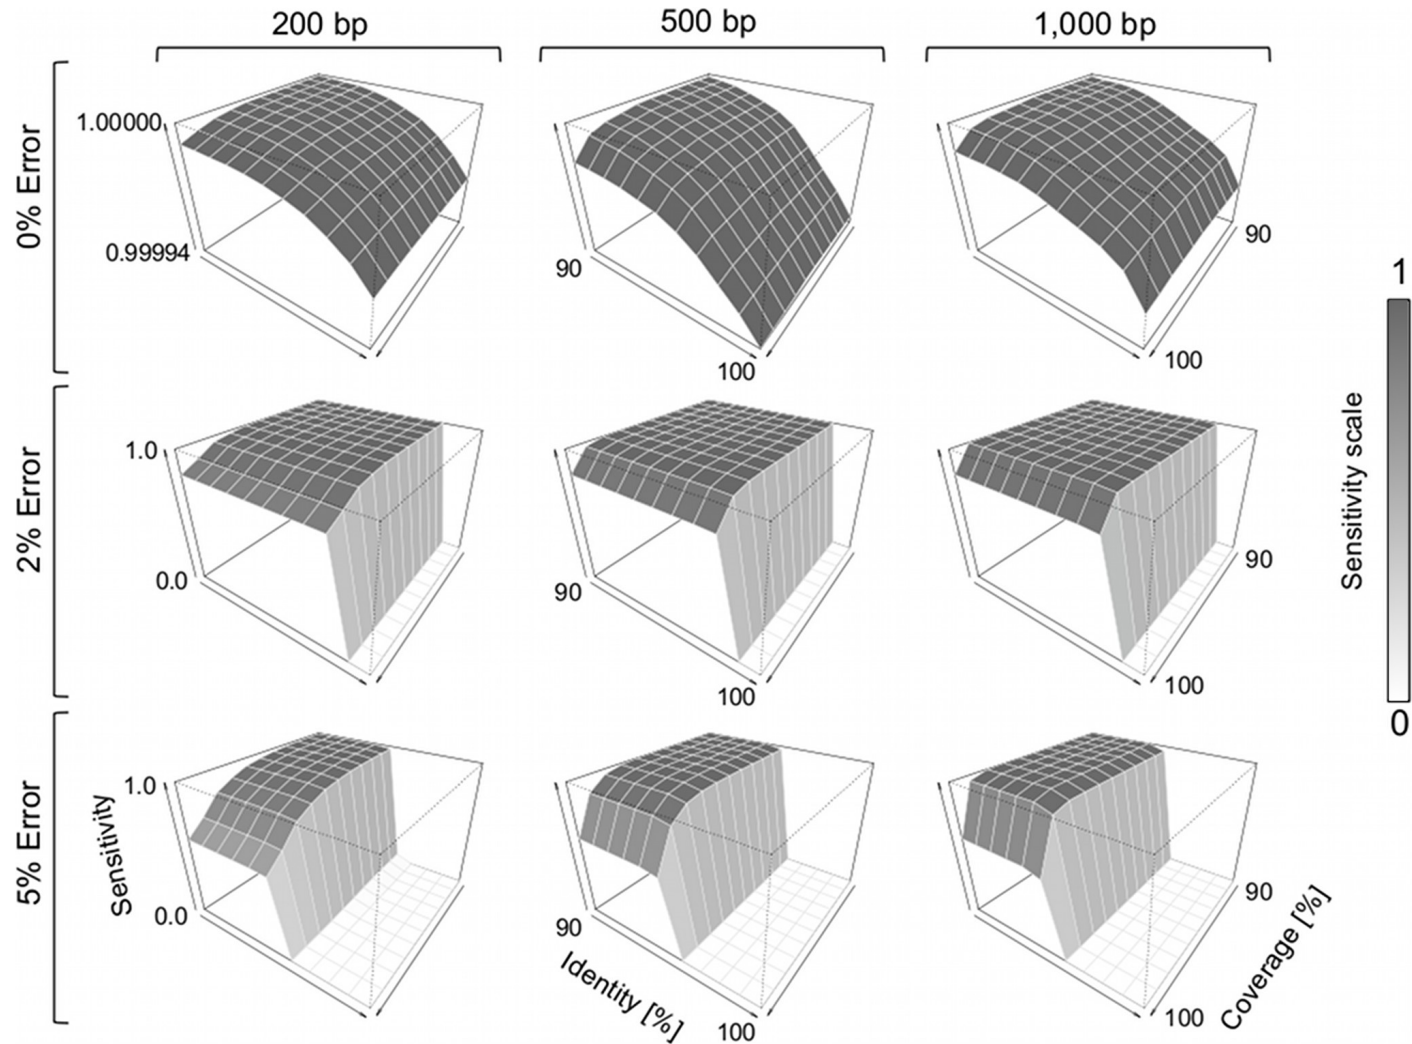 200 bp
500 bp
1,000 bp
0% Error
1.00000
0.99994
90
100
90
100
2% Error
1.0
0.0
90
100
90
100
5% Error
Sensitivity
1.0
0.0
90
Identity [%]
100
90
Coverage [%]
100
1
Sensitivity scale
0